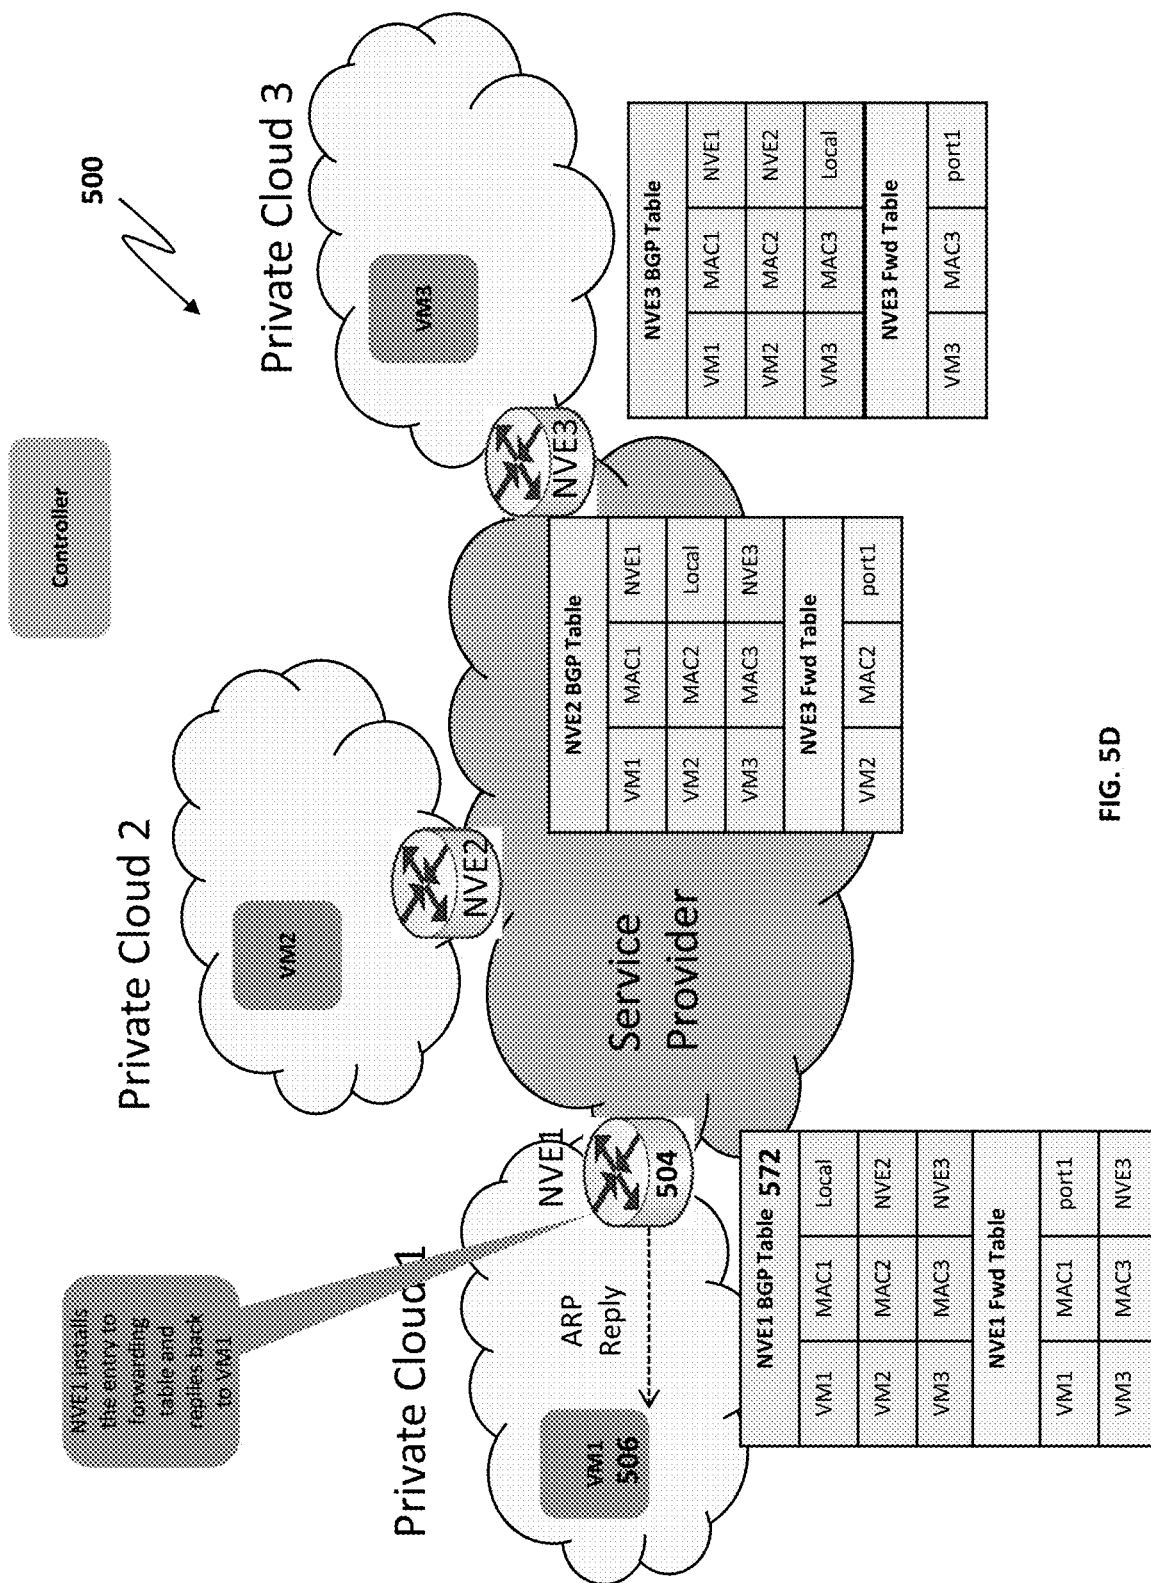 500
Controller
Private Cloud 3
VM3
NVE3
Private Cloud 2
VM2
NVE2
NVE1 installs
the entry to
forwarding
table and
replies back
to VM1
Private Cloud 1
NVE1
504
VM1
506
ARP
Reply
Service
Provider
NVE1 BGP Table 572
VM1 MAC1 Local
VM2 MAC2 NVE2
VM3 MAC3 NVE3
NVE1 Fwd Table
VM1 MAC1 port1
VM3 MAC3 NVE3
NVE2 BGP Table
VM1 MAC1 NVE1
VM2 MAC2 Local
VM3 MAC3 NVE3
NVE3 Fwd Table
VM2 MAC2 port1
NVE3 BGP Table
VM1 MAC1 NVE1
VM2 MAC2 NVE2
VM3 MAC3 Local
NVE3 Fwd Table
VM3 MAC3 port1
FIG. 5D